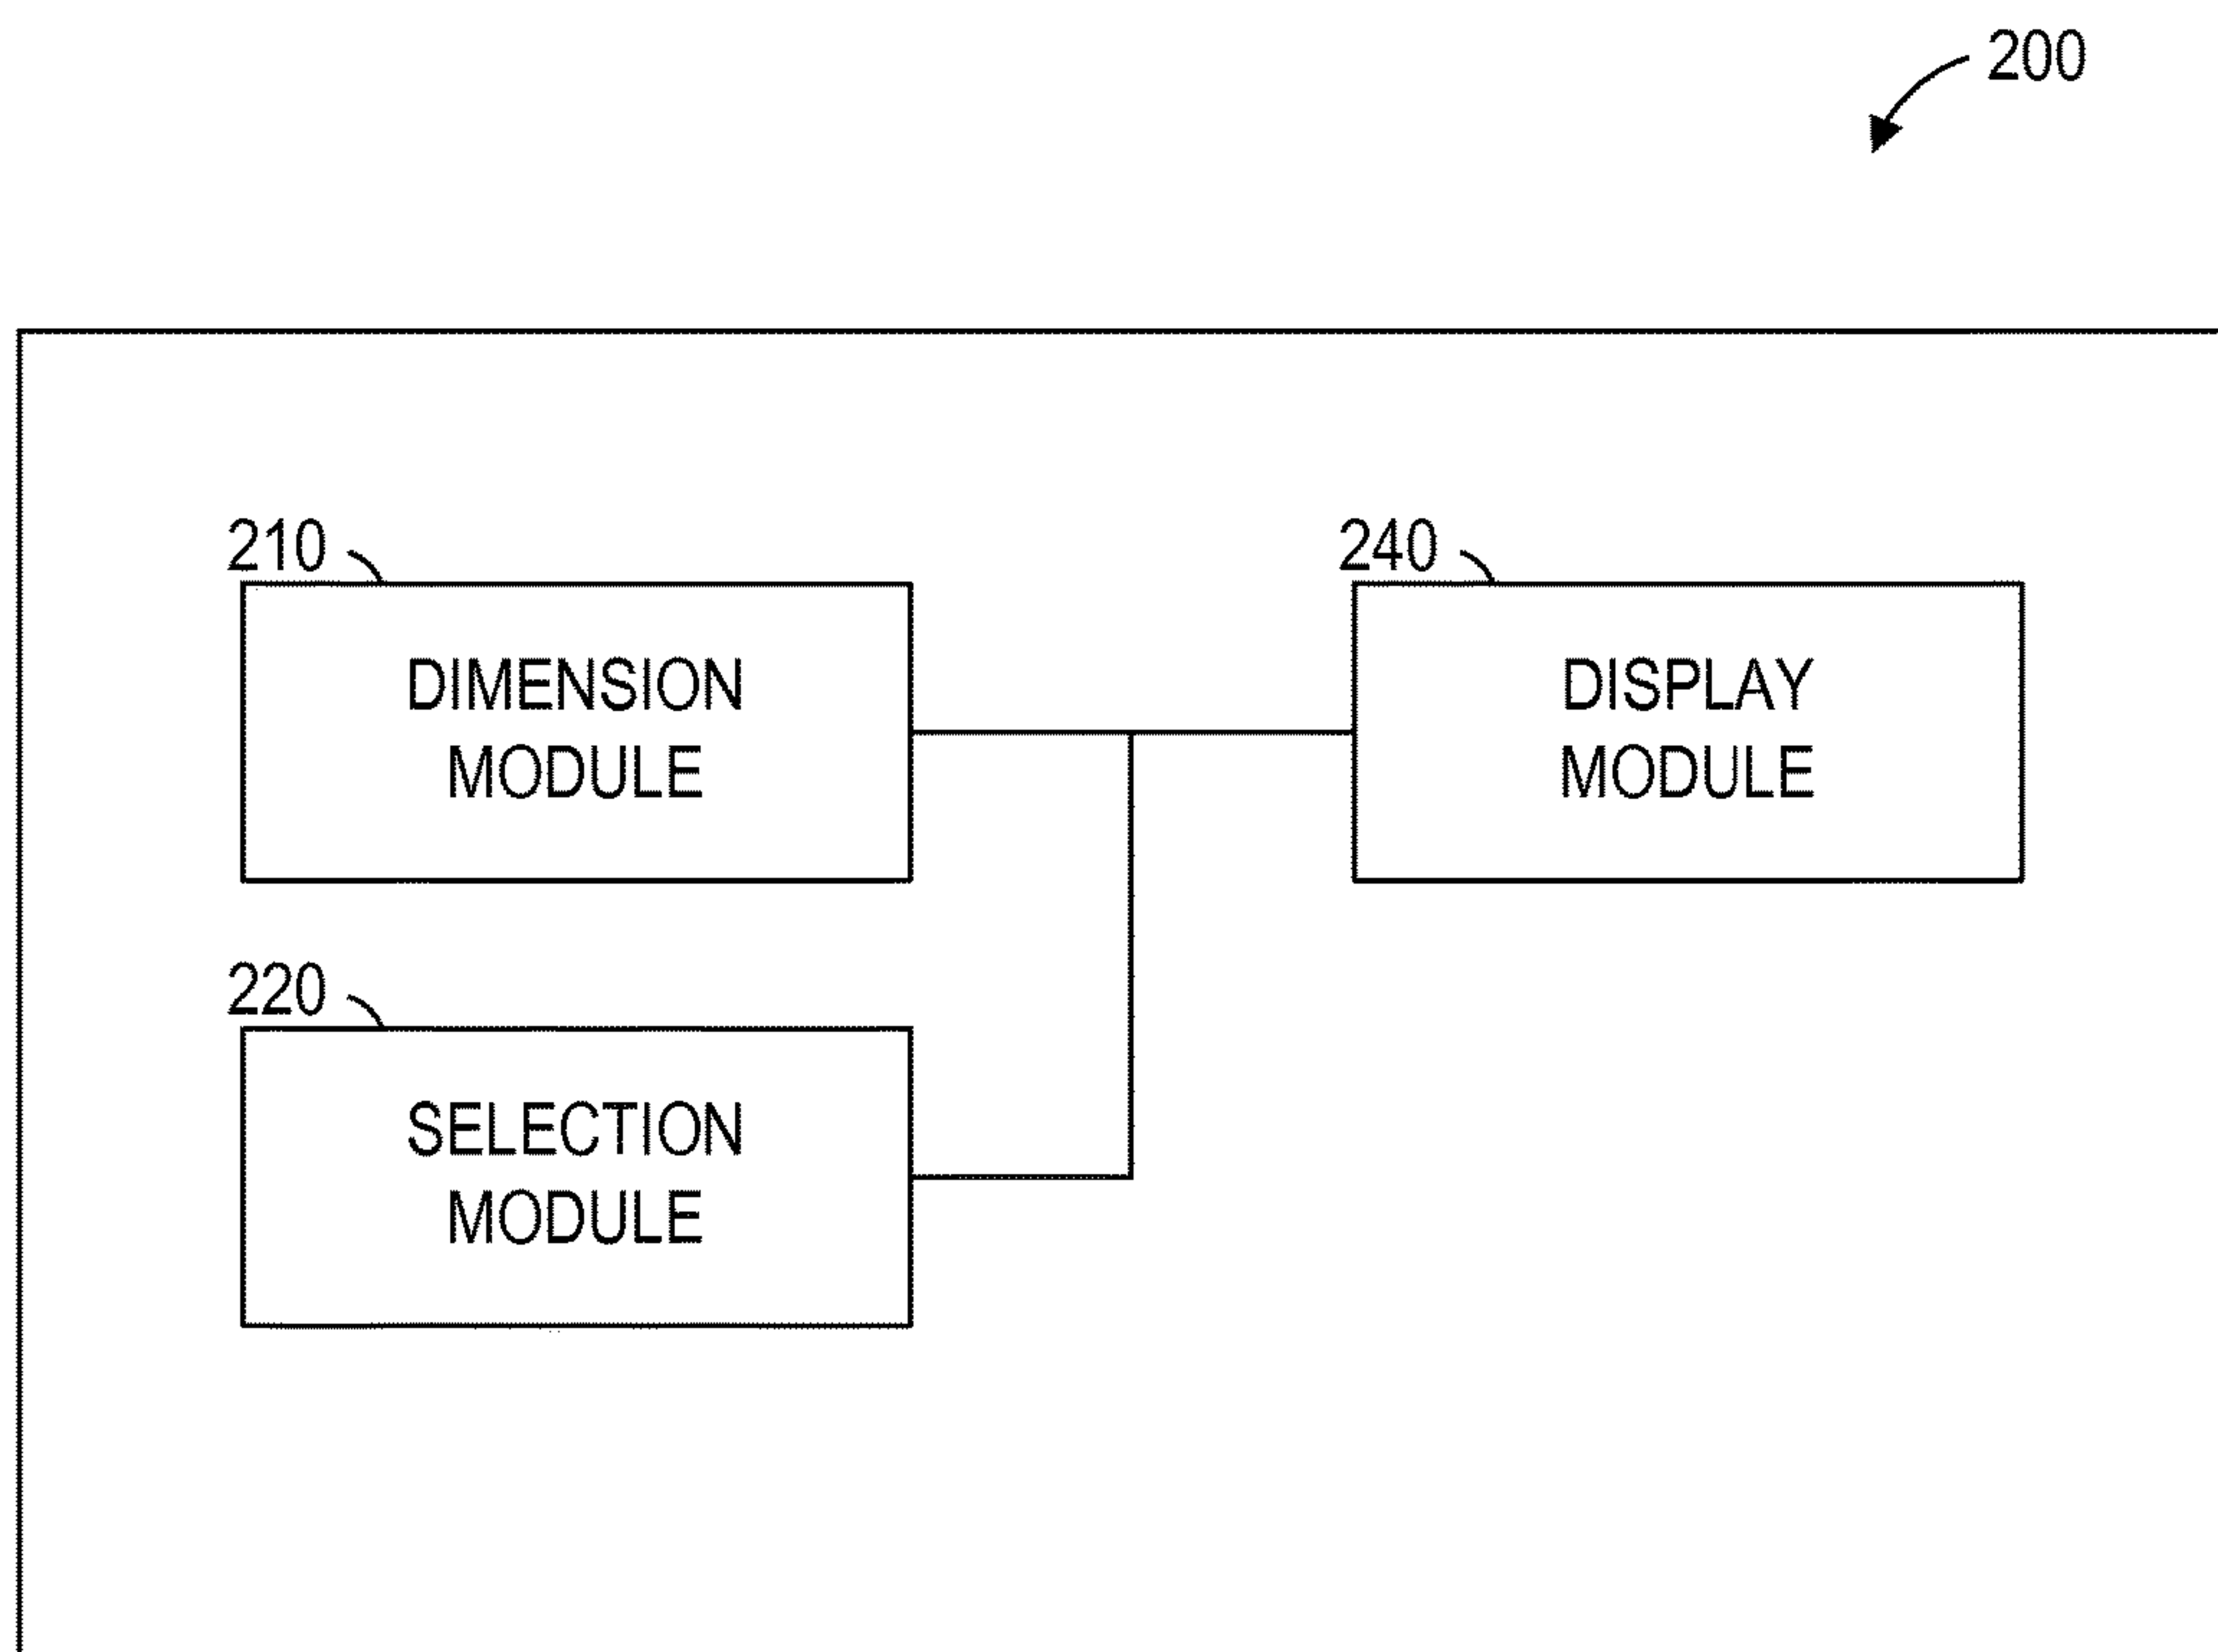 200
210
DIMENSION
MODULE
240
DISPLAY
MODULE
220
SELECTION
MODULE